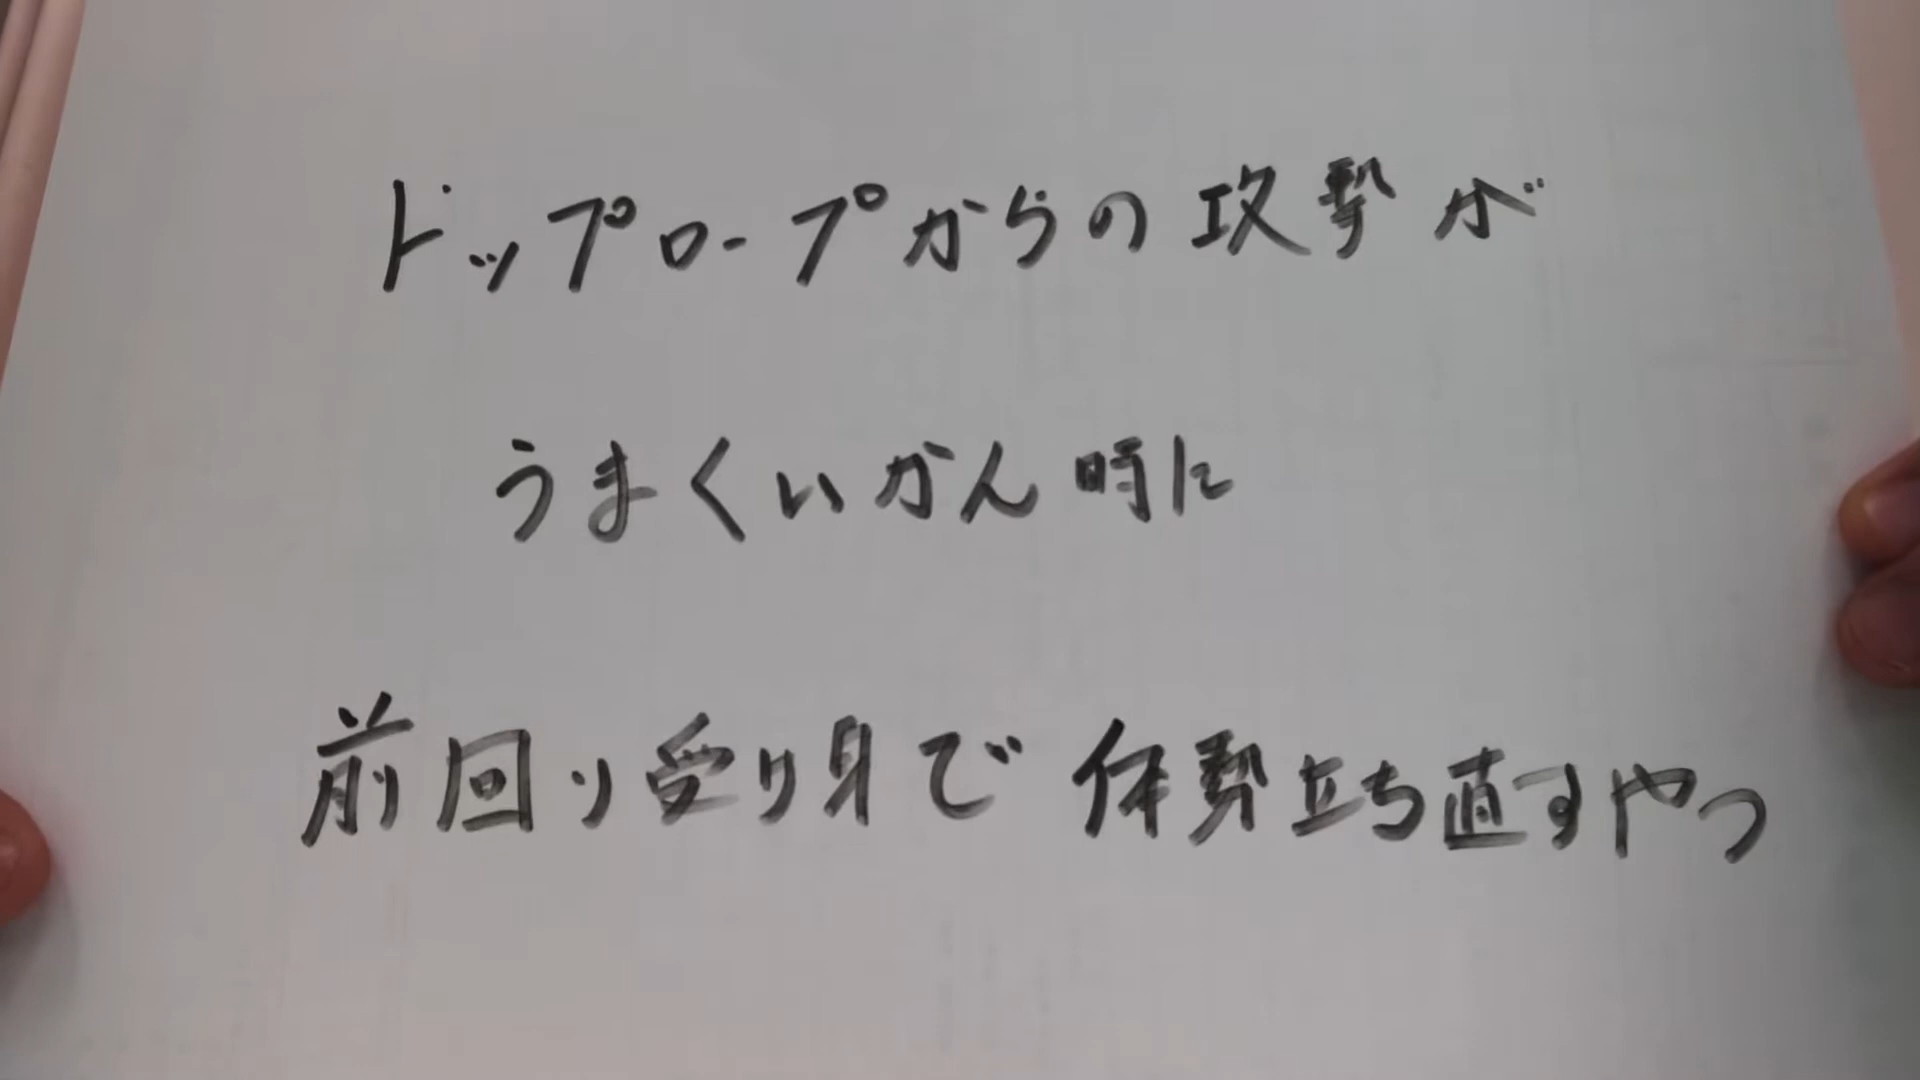 トップロープからの攻撃が
うまくいかん時に
前回り受り身で体勢立ち直すやつ